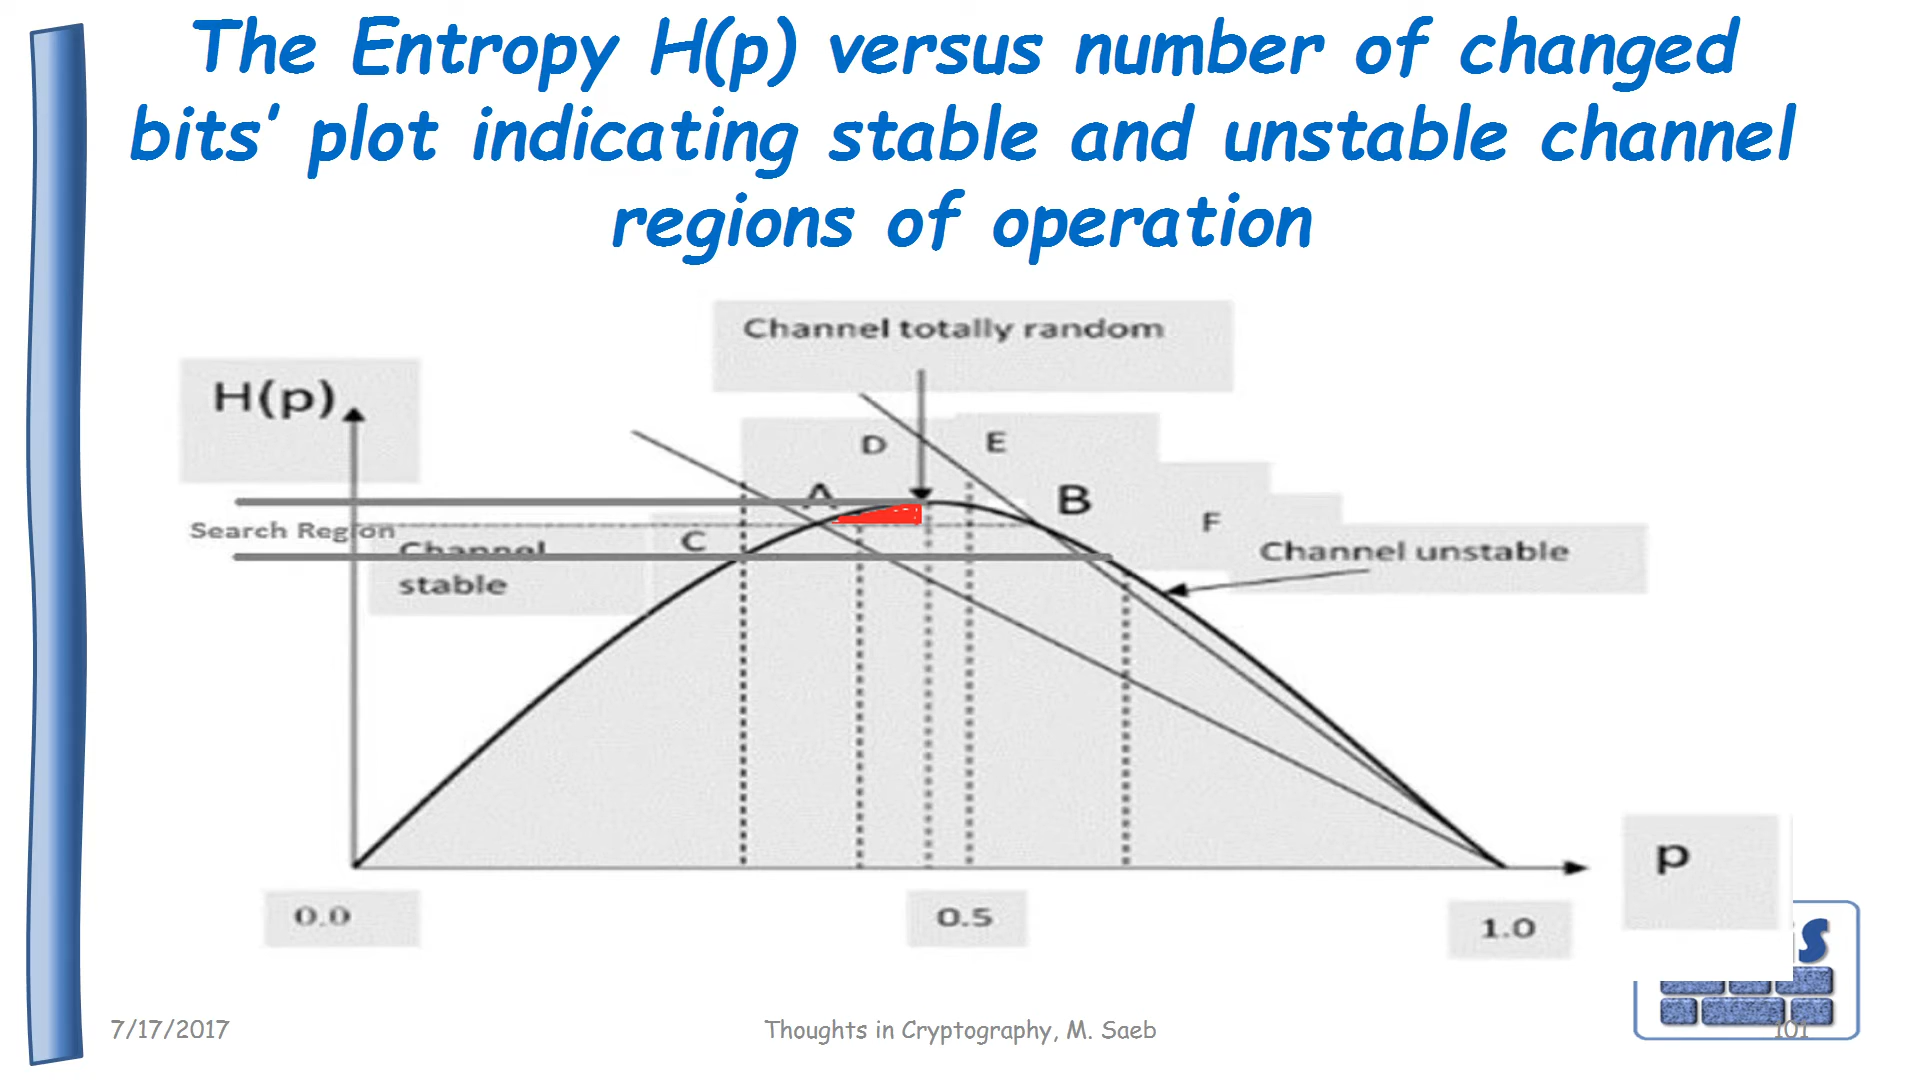 The Entropy H(p) versus number of changed
bits’ plot indicating stable and unstable channel
regions of operation
Channel totally random
H(p)
D
E
A
B
Search Region
C
F
Channel
stable
Channel unstable
p
0.0
0.5
1.0
S
7/17/2017
Thoughts in Cryptography, M. Saeb
101